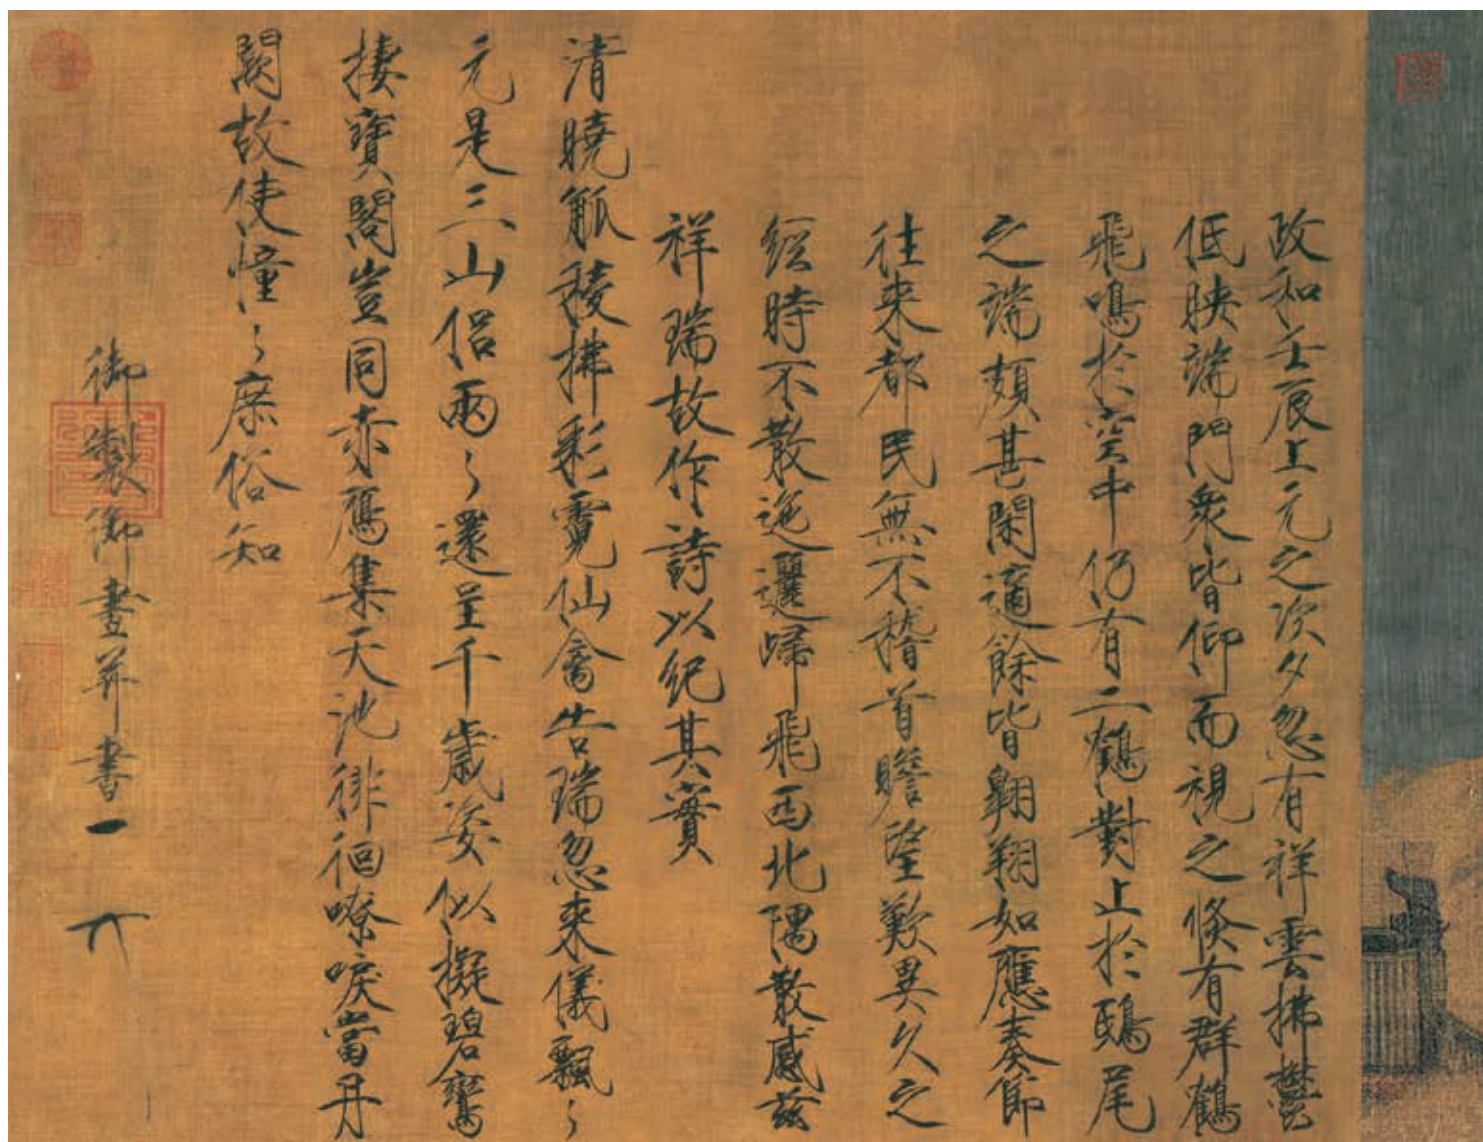 政和壬辰上元之次夕忽有祥雲拂鬱
低映端門衆皆仰而視之倏有群鶴
飛鳴於空中仍有二鶴對止於鴟尾
之端頗甚閑適餘皆翱翔如應奏節
往来都民無不稽首瞻望歎異久之
経時不散迤邐歸飛西北隅散感茲
祥瑞故作詩以紀其實
清曉觚稜拂彩霓仙禽告瑞忽来儀飄々
元是三山侣兩々還呈千歲姿似擬碧鸞
棲寶閣豈同赤鴈集天池徘徊嘹唳當丹
闕故使憧々庶俗知
御製御畫并書